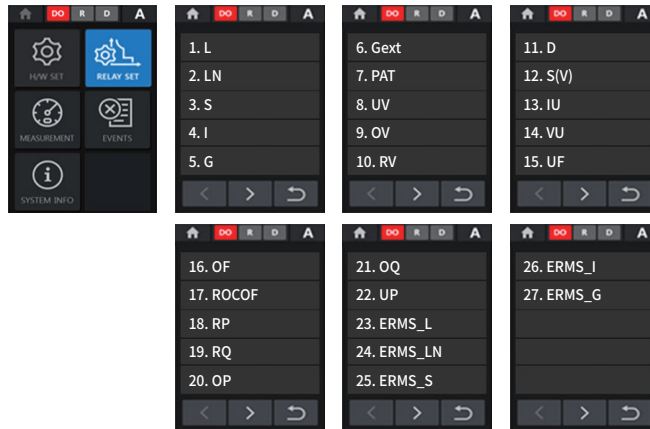 DO R D A
H/W SET RELAY SET
MEASUREMENT EVENTS
SYSTEM INFO
DO R D A
1. L
2. LN
3. S
4. I
5. G
DO R D A
6. Gext
7. PAT
8. UV
9. OV
10. RV
DO R D A
11. D
12. S(V)
13. IU
14. VU
15. UF
DO R D A
16. OF
17. ROCOF
18. RP
19. RQ
20. OP
DO R D A
21. OQ
22. UP
23. ERMS_L
24. ERMS_LN
25. ERMS_S
DO R D A
26. ERMS_I
27. ERMS_G